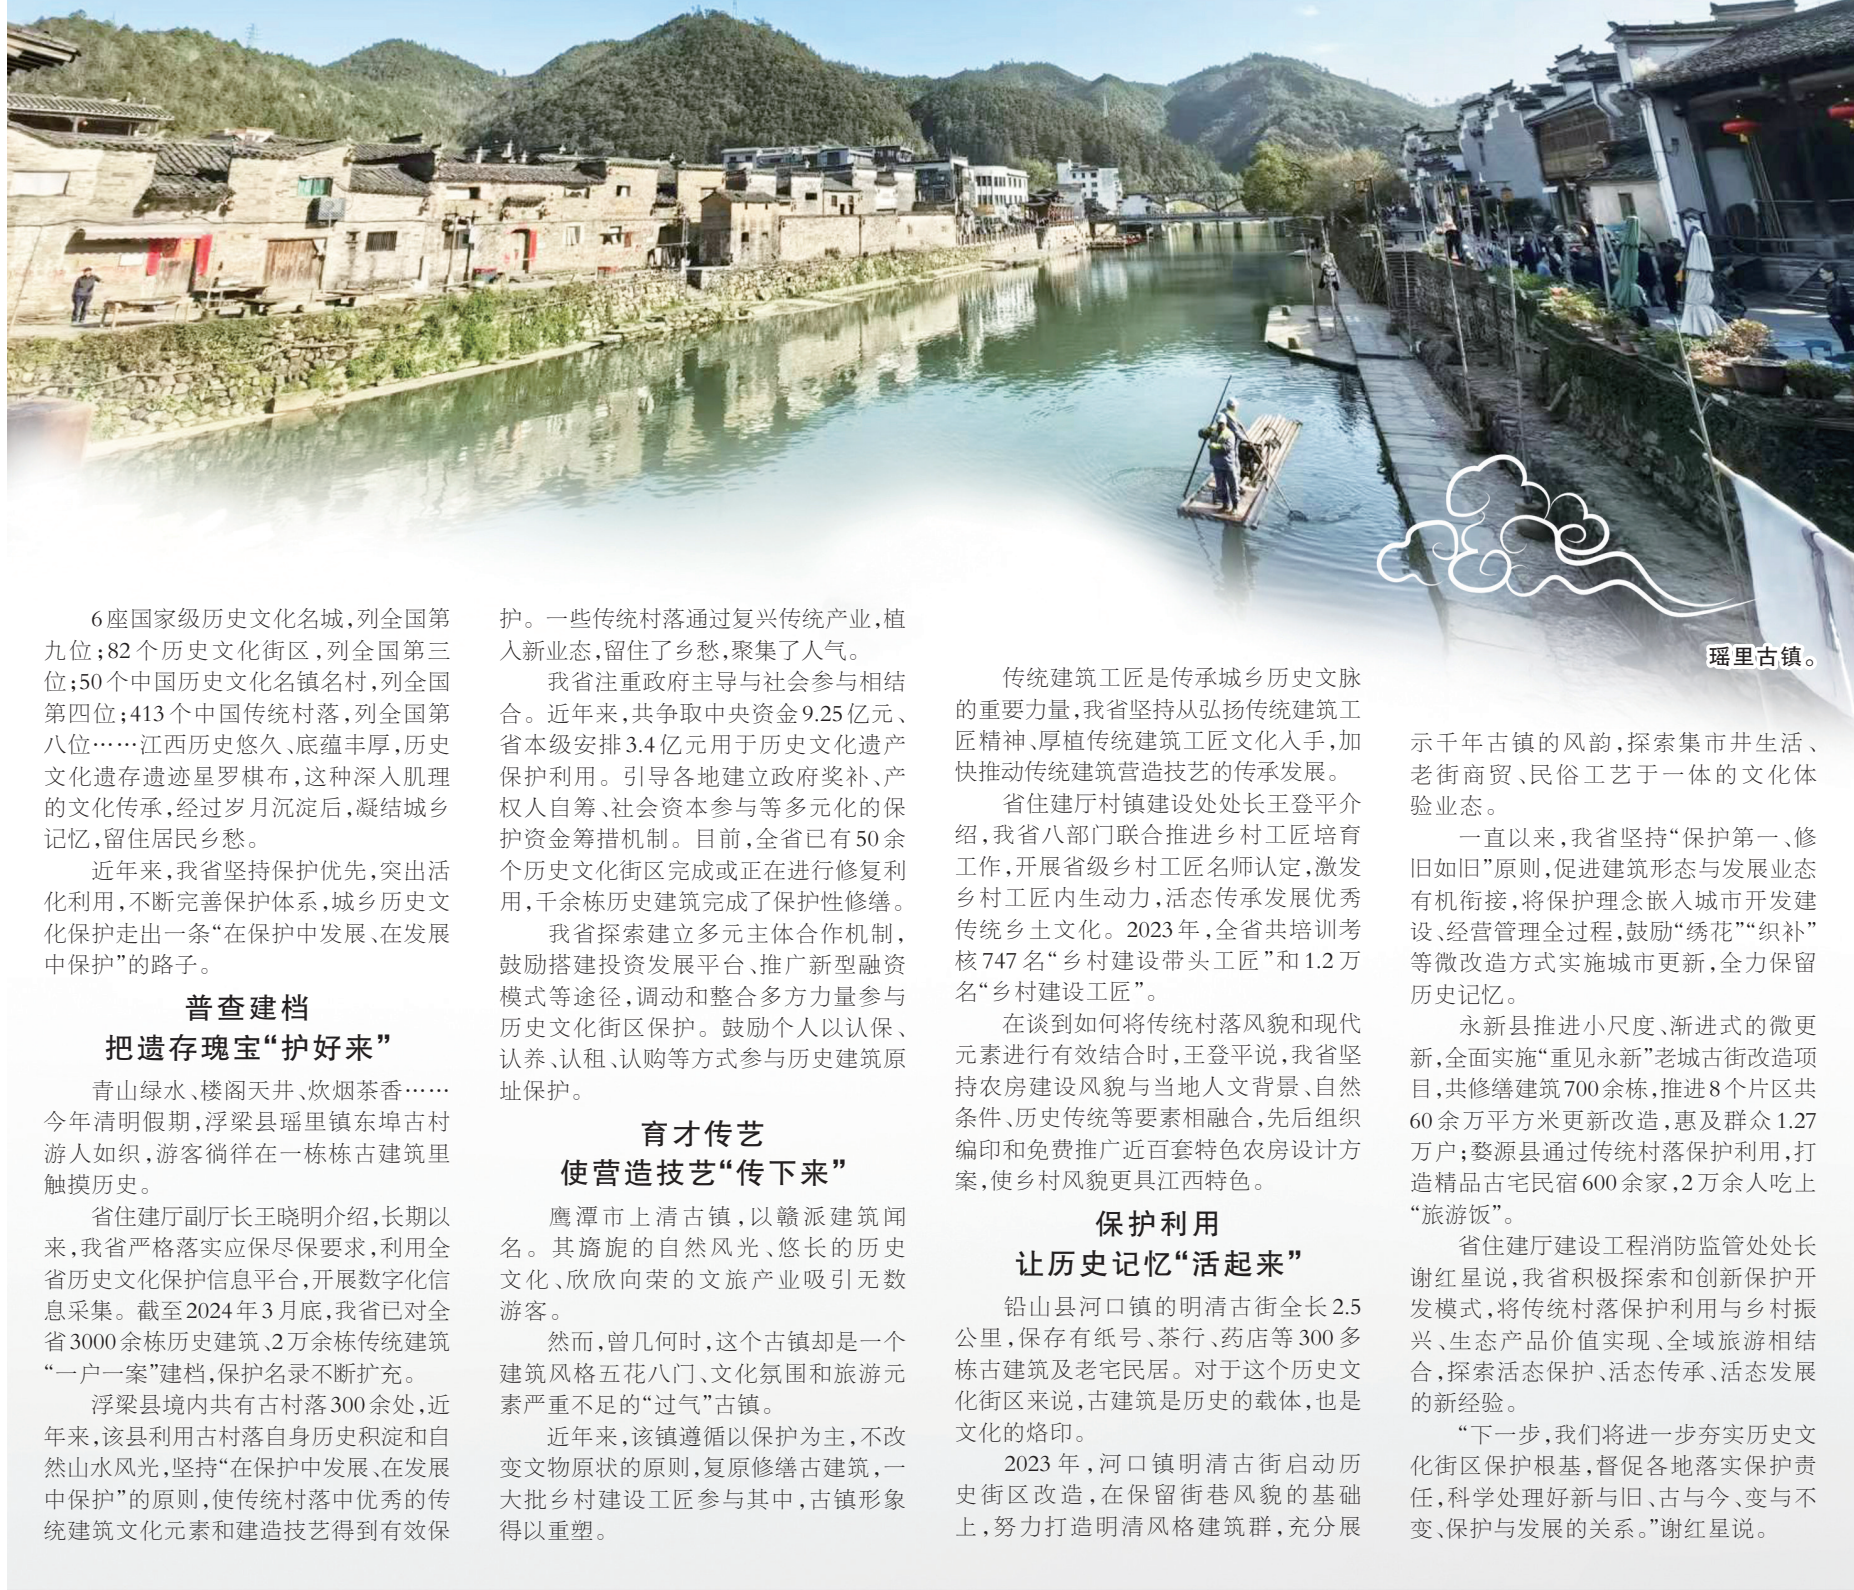 瑶里古镇。
6座国家级历史文化名城,列全国第
九位;82个历史文化街区,列全国第三
位;50个中国历史文化名镇名村,列全国
第四位;413个中国传统村落,列全国第
八位……江西历史悠久、底蕴丰厚,历史
文化遗存遗迹星罗棋布,这种深入肌理
的文化传承,经过岁月沉淀后,凝结城乡
记忆,留住居民乡愁。
近年来,我省坚持保护优先,突出活
化利用,不断完善保护体系,城乡历史文
化保护走出一条“在保护中发展、在发展
中保护”的路子。
普查建档
把遗存瑰宝“护好来”
青山绿水、楼阁天井、炊烟茶香……
今年清明假期,浮梁县瑶里镇东埠古村
游人如织,游客徜徉在一栋栋古建筑里
触摸历史。
省住建厅副厅长王晓明介绍,长期以
来,我省严格落实应保尽保要求,利用全
省历史文化保护信息平台,开展数字化信
息采集。截至2024年3月底,我省已对全
省3000余栋历史建筑、2万余栋传统建筑
“一户一案”建档,保护名录不断扩充。
浮梁县境内共有古村落300余处,近
年来,该县利用古村落自身历史积淀和自
然山水风光,坚持“在保护中发展、在发展
中保护”的原则,使传统村落中优秀的传
统建筑文化元素和建造技艺得到有效保
护。一些传统村落通过复兴传统产业,植
入新业态,留住了乡愁,聚集了人气。
我省注重政府主导与社会参与相结
合。近年来,共争取中央资金9.25亿元、
省本级安排3.4亿元用于历史文化遗产
保护利用。引导各地建立政府奖补、产
权人自筹、社会资本参与等多元化的保
护资金筹措机制。目前,全省已有50余
个历史文化街区完成或正在进行修复利
用,千余栋历史建筑完成了保护性修缮。
我省探索建立多元主体合作机制,
鼓励搭建投资发展平台、推广新型融资
模式等途径,调动和整合多方力量参与
历史文化街区保护。鼓励个人以认保、
认养、认租、认购等方式参与历史建筑原
址保护。
育才传艺
使营造技艺“传下来”
鹰潭市上清古镇,以赣派建筑闻
名。其旖旎的自然风光、悠长的历史
文化、欣欣向荣的文旅产业吸引无数
游客。
然而,曾几何时,这个古镇却是一个
建筑风格五花八门、文化氛围和旅游元
素严重不足的“过气”古镇。
近年来,该镇遵循以保护为主,不改
变文物原状的原则,复原修缮古建筑,一
大批乡村建设工匠参与其中,古镇形象
得以重塑。
传统建筑工匠是传承城乡历史文脉
的重要力量,我省坚持从弘扬传统建筑工
匠精神、厚植传统建筑工匠文化入手,加
快推动传统建筑营造技艺的传承发展。
省住建厅村镇建设处处长王登平介
绍,我省八部门联合推进乡村工匠培育
工作,开展省级乡村工匠名师认定,激发
乡村工匠内生动力,活态传承发展优秀
传统乡土文化。2023年,全省共培训考
核747名“乡村建设带头工匠”和1.2万
名“乡村建设工匠”。
在谈到如何将传统村落风貌和现代
元素进行有效结合时,王登平说,我省坚
持农房建设风貌与当地人文背景、自然
条件、历史传统等要素相融合,先后组织
编印和免费推广近百套特色农房设计方
案,使乡村风貌更具江西特色。
保护利用
让历史记忆“活起来”
铅山县河口镇的明清古街全长2.5
公里,保存有纸号、茶行、药店等300多
栋古建筑及老宅民居。对于这个历史文
化街区来说,古建筑是历史的载体,也是
文化的烙印。
2023年,河口镇明清古街启动历
史街区改造,在保留街巷风貌的基础
上,努力打造明清风格建筑群,充分展
示千年古镇的风韵,探索集市井生活、
老街商贸、民俗工艺于一体的文化体
验业态。
一直以来,我省坚持“保护第一、修
旧如旧”原则,促进建筑形态与发展业态
有机衔接,将保护理念嵌入城市开发建
设、经营管理全过程,鼓励“绣花”“织补”
等微改造方式实施城市更新,全力保留
历史记忆。
永新县推进小尺度、渐进式的微更
新,全面实施“重见永新”老城古街改造项
目,共修缮建筑700余栋,推进8个片区共
60余万平方米更新改造,惠及群众1.27
万户;婺源县通过传统村落保护利用,打
造精品古宅民宿600余家,2万余人吃上
“旅游饭”。
省住建厅建设工程消防监管处处长
谢红星说,我省积极探索和创新保护开
发模式,将传统村落保护利用与乡村振
兴、生态产品价值实现、全域旅游相结
合,探索活态保护、活态传承、活态发展
的新经验。
“下一步,我们将进一步夯实历史文
化街区保护根基,督促各地落实保护责
任,科学处理好新与旧、古与今、变与不
变、保护与发展的关系。”谢红星说。